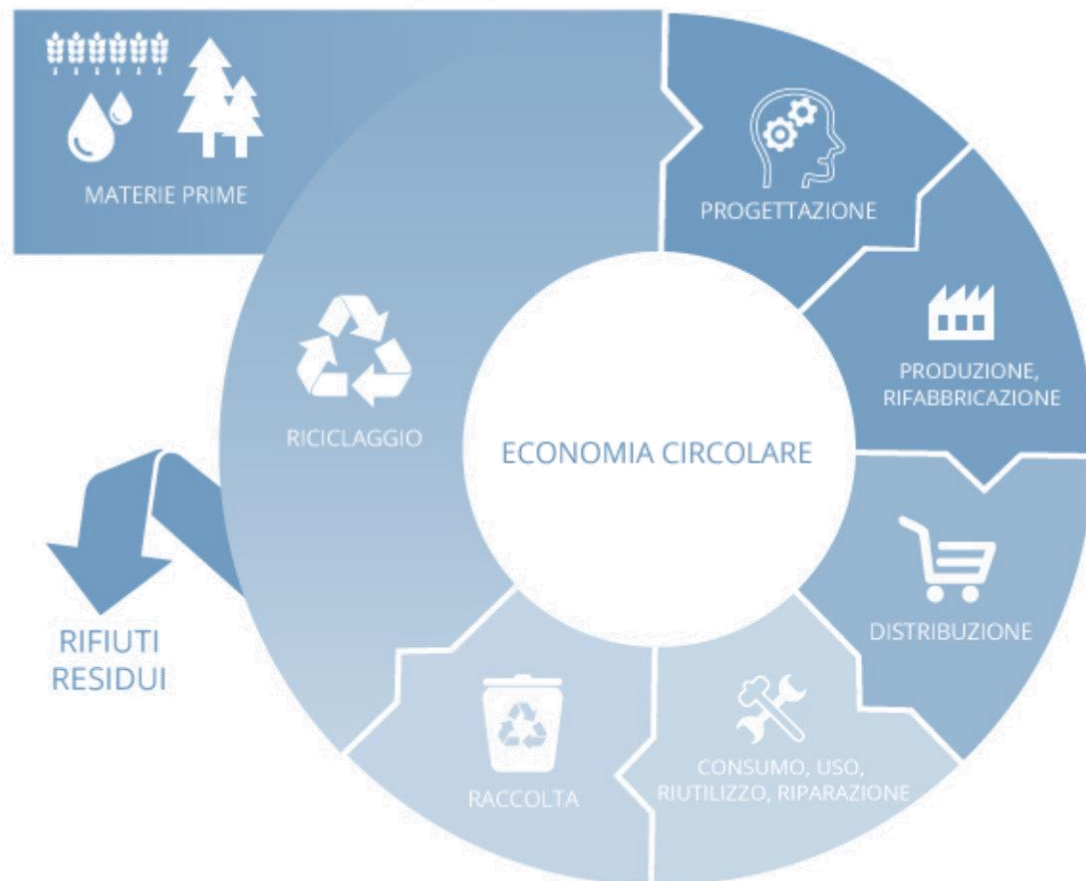 MATERIE PRIME
PROGETTAZIONE
PRODUZIONE,
RIFABBRICAZIONE
RICICLAGGIO
ECONOMIA CIRCOLARE
DISTRIBUZIONE
RIFIUTI
RESIDUI
CONSUMO, USO,
RIUTILIZZO, RIPARAZIONE
RACCOLTA